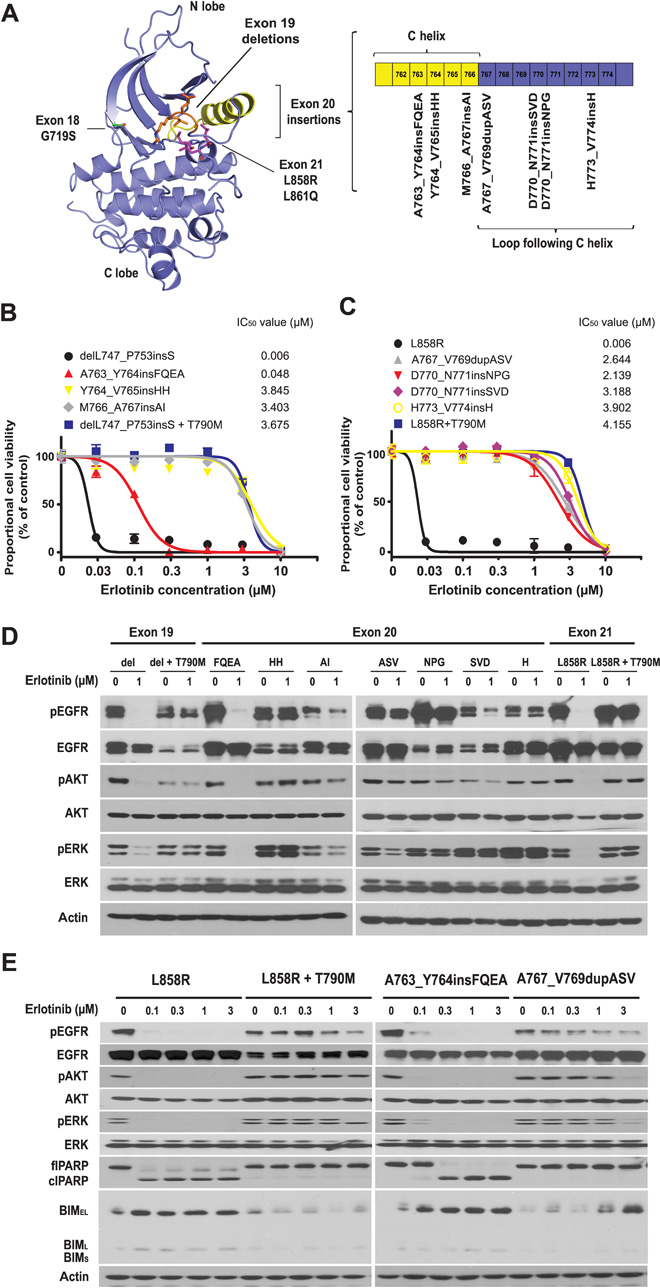 A
N lobe
Exon 19
deletions
Exon 18
G719S
Exon 20
insertions
Exon 21
L858R
L861Q
C lobe
C helix
762 763 764 765 766 767 768 769 770 771 772 773 774
A763_Y764insFQEA
Y764_V765insHH
M766_A767insAI
A767_V769dupASV
D770_N771insSVD
D770_N771insNPG
H773_V774insH
Loop following C helix
B
IC50 value (µM)
delL747_P753insS 0.006
A763_Y764insFQEA 0.048
Y764_V765insHH 3.845
M766_A767insAI 3.403
delL747_P753insS + T790M 3.675
Proportional cell viability
(% of control)
100
50
0
0 0.03 0.1 0.3 1 3 10
Erlotinib concentration (µM)
C
IC50 value (µM)
L858R 0.006
A767_V769dupASV 2.644
D770_N771insNPG 2.139
D770_N771insSVD 3.188
H773_V774insH 3.902
L858R+T790M 4.155
Proportional cell viability
(% of control)
100
50
0
0 0.03 0.1 0.3 1 3 10
Erlotinib concentration (µM)
D
Exon 19 Exon 20 Exon 21
del del + T790M FQEA HH AI ASV NPG SVD H L858R L858R + T790M
Erlotinib (µM) 0 1 0 1 0 1 0 1 0 1 0 1 0 1 0 1 0 1 0 1 0 1
pEGFR
EGFR
pAKT
AKT
pERK
ERK
Actin
E
L858R L858R + T790M A763_Y764insFQEA A767_V769dupASV
Erlotinib (µM) 0 0.1 0.3 1 3 0 0.1 0.3 1 3 0 0.1 0.3 1 3 0 0.1 0.3 1 3
pEGFR
EGFR
pAKT
AKT
pERK
ERK
flPARP
clPARP
BIMEL
BIML
BIMS
Actin